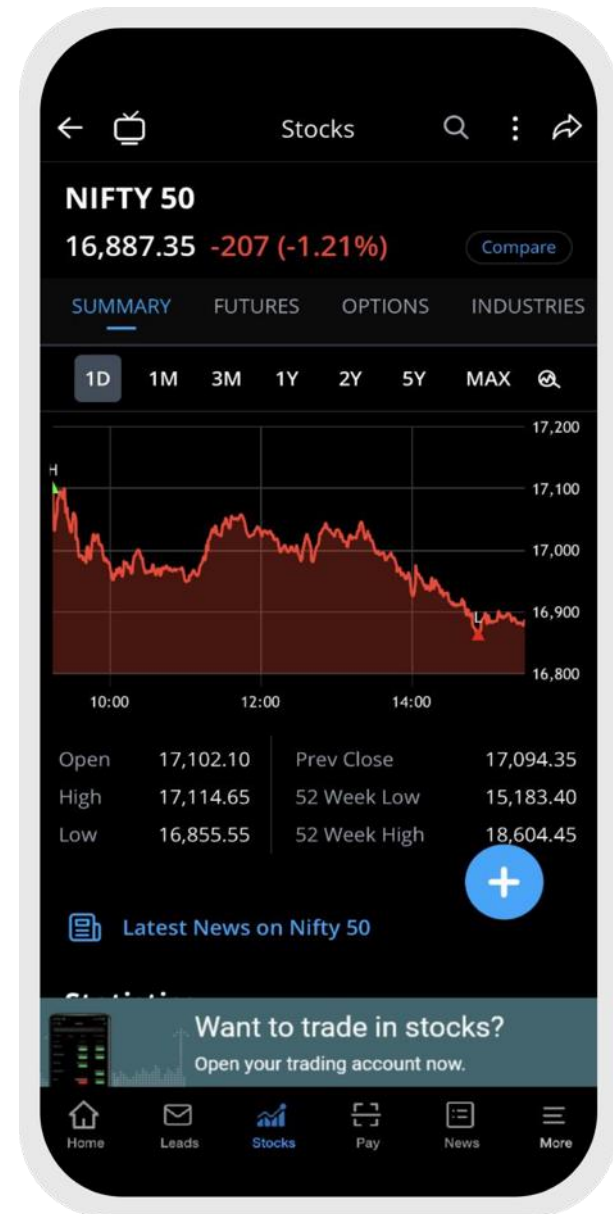 Stocks
NIFTY 50
16,887.35 -207 (-1.21%) Compare
SUMMARY FUTURES OPTIONS INDUSTRIES
1D 1M 3M 1Y 2Y 5Y MAX
17,200
H
17,100
17,000
16,900
L
16,800
10:00 12:00 14:00
Open 17,102.10 Prev Close 17,094.35
High 17,114.65 52 Week Low 15,183.40
Low 16,855.55 52 Week High 18,604.45
Latest News on Nifty 50
Want to trade in stocks?
Open your trading account now.
Home Leads Stocks Pay News More